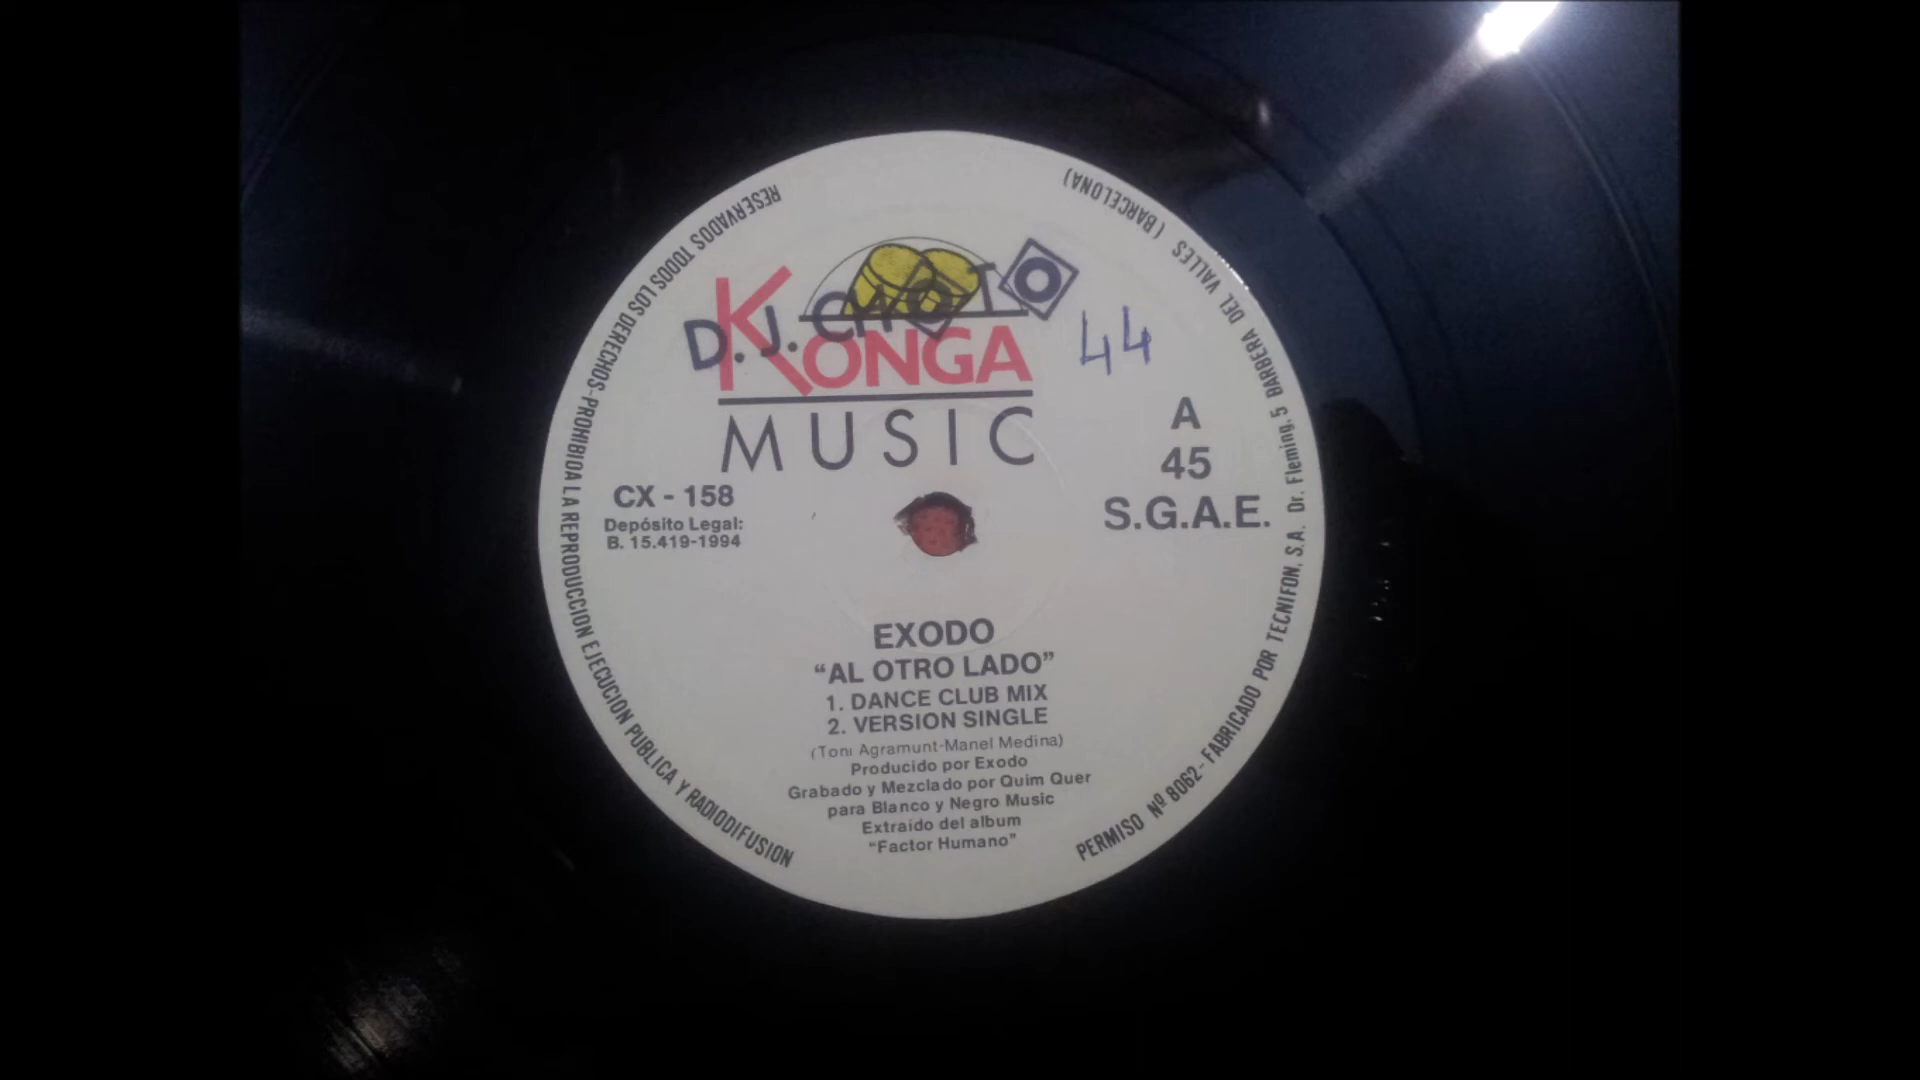 RESERVADOS TODOS LOS DERECHOS-PROHIBIDA LA REPRODUCCION EJECUCION PUBLICA Y RADIODIFUSION
D.J. CHOTO
KONGA
MUSIC
44
A
45
S.G.A.E.
CX - 158
Depósito Legal:
B. 15.419-1994
EXODO
“AL OTRO LADO”
1. DANCE CLUB MIX
2. VERSION SINGLE
(Toni Agramunt-Manel Medina)
Producido por Exodo
Grabado y Mezclado por Quim Quer
para Blanco y Negro Music
Extraido del album
“Factor Humano”
PERMISO Nº 8062 - FABRICADO POR TECNIFON, S.A. Dr. Fleming, 5 BARBERA DEL VALLES (BARCELONA)